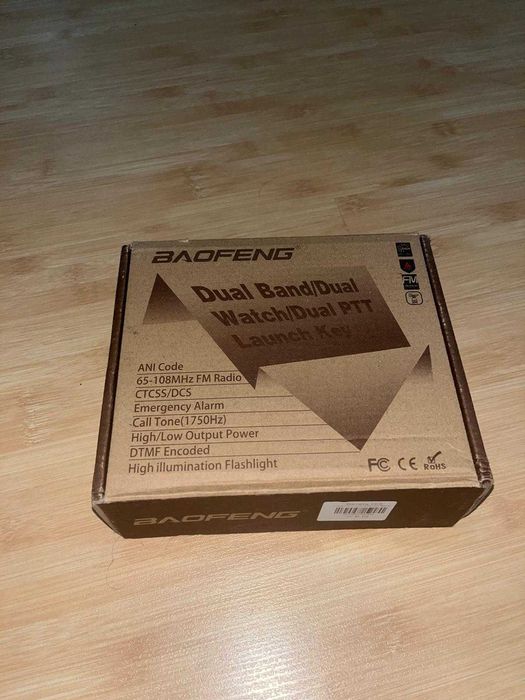 BAOFENG
Dual Band/Dual
Watch/Dual PTT
Launch Key
FM
ANI Code
65-108MHz FM Radio
CTCSS/DCS
Emergency Alarm
Call Tone(1750Hz)
High/Low Output Power
DTMF Encoded
High illumination Flashlight
FC CE RoHS
BAOFENG